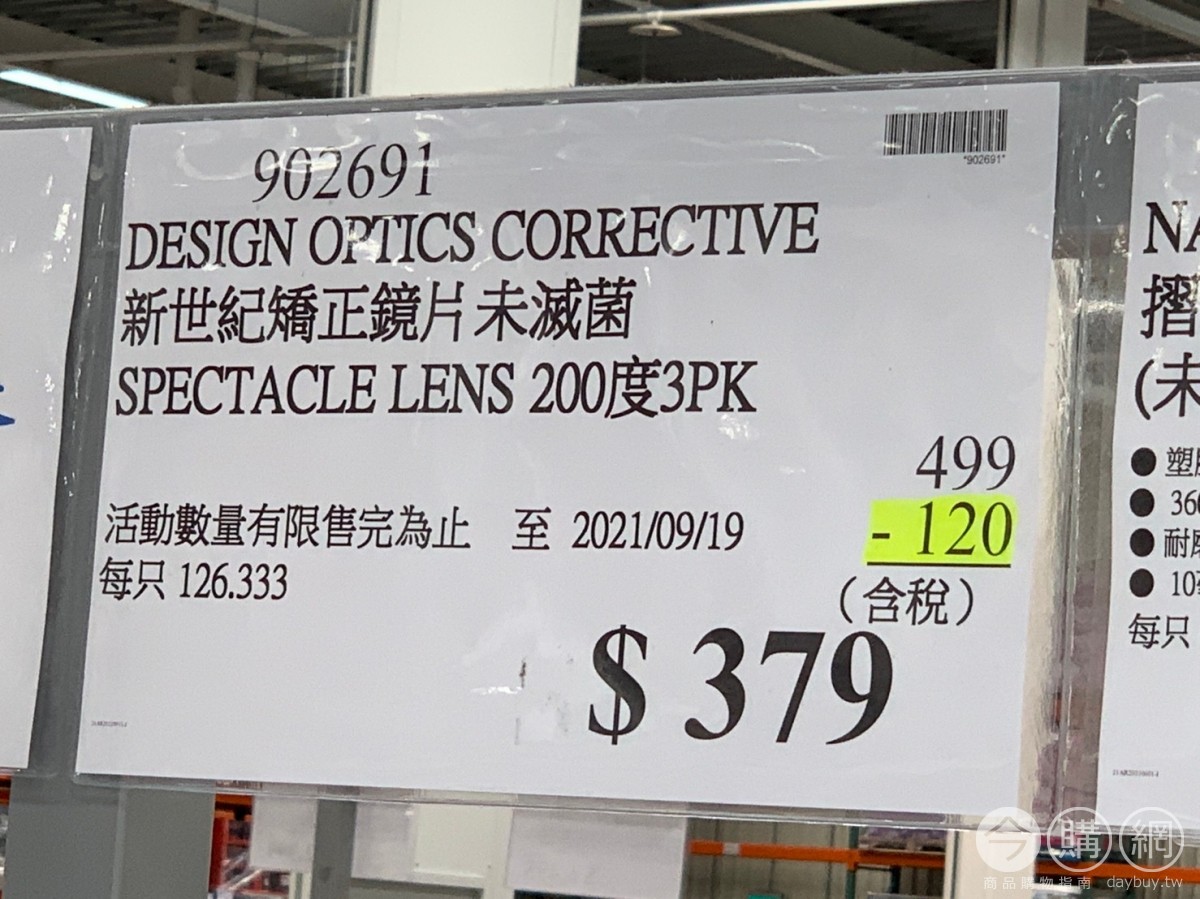 902691
*902691*
DESIGN OPTICS CORRECTIVE
新世紀矯正鏡片未滅菌
SPECTACLE LENS 200度3PK
499
活動數量有限售完為止 至 2021/09/19
- 120
每只 126.333
(含稅)
$ 379
NA
摺
(未
● 塑
● 360
● 耐
● 10
每只
今購網
商品購物指南 daybuy.tw